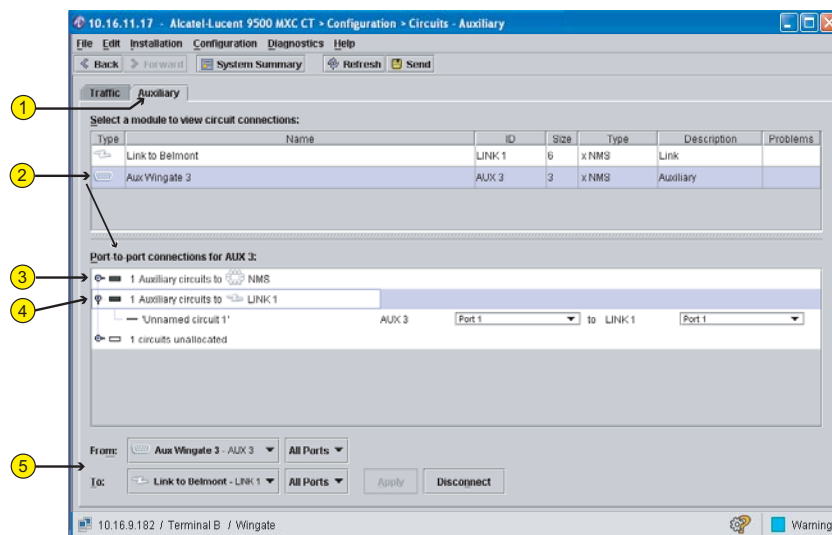 10.16.11.17 - Alcatel-Lucent 9500 MXC CT > Configuration > Circuits - Auxiliary
File Edit Installation Configuration Diagnostics Help
Back Forward System Summary Refresh Send
1
Traffic Auxiliary
Select a module to view circuit connections:
Type Name ID Size Type Description Problems
Link to Belmont LINK 1 6 x NMS Link
2
Aux Wingate 3 AUX 3 3 x NMS Auxiliary
Port-to-port connections for AUX 3:
3
1 Auxiliary circuits to NMS
4
1 Auxiliary circuits to LINK 1
'Unnamed circuit 1' AUX 3 Port 1 to LINK 1 Port 1
1 circuits unallocated
5
From: Aux Wingate 3 - AUX 3 All Ports
To: Link to Belmont - LINK 1 All Ports Apply Disconnect
10.16.9.182 / Terminal B / Wingate Warning